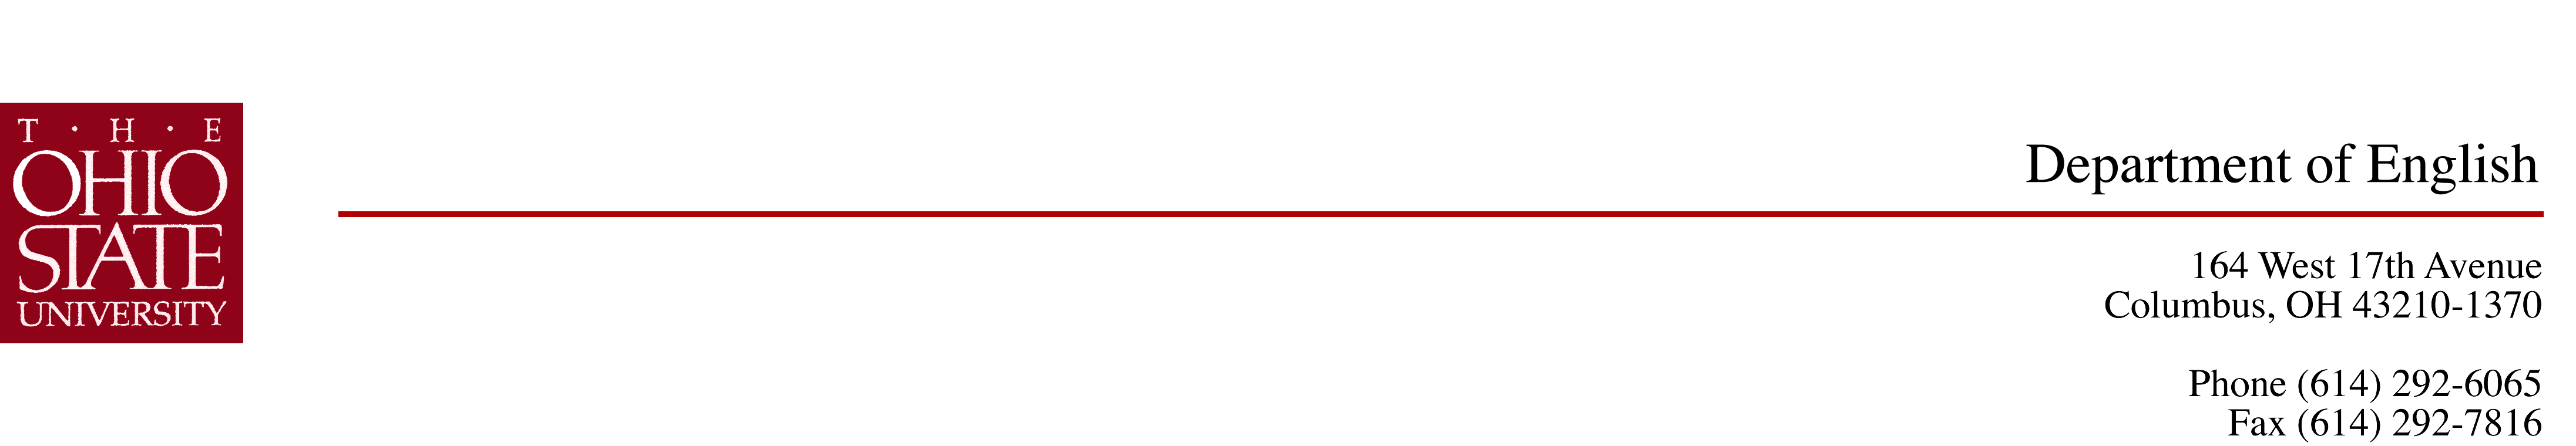 T · H · E
OHIO
STATE
UNIVERSITY
Department of English
164 West 17th Avenue
Columbus, OH 43210-1370
Phone (614) 292-6065
Fax (614) 292-7816